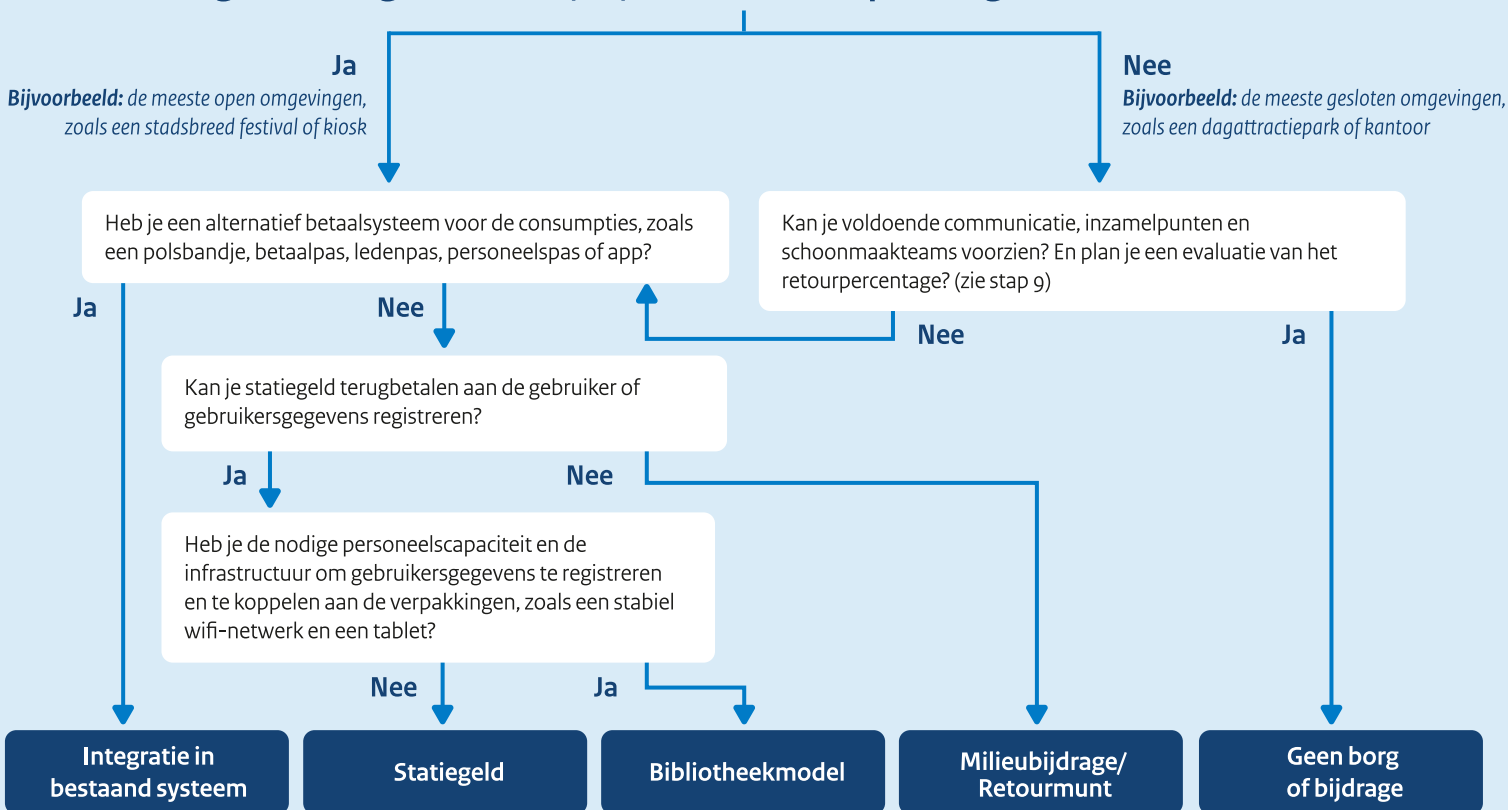 Ja
Bijvoorbeeld: de meeste open omgevingen,
zoals een stadsbreed festival of kiosk
Nee
Bijvoorbeeld: de meeste gesloten omgevingen,
zoals een dagattractiepark of kantoor
Heb je een alternatief betaalsysteem voor de consumpties, zoals
een polsbandje, betaalpas, ledenpas, personeelspas of app?
Kan je voldoende communicatie, inzamelpunten en
schoonmaakteams voorzien? En plan je een evaluatie van het
retourpercentage? (zie stap 9)
Ja
Nee
Nee
Ja
Kan je statiegeld terugbetalen aan de gebruiker of
gebruikersgegevens registreren?
Ja
Nee
Heb je de nodige personeelscapaciteit en de
infrastructuur om gebruikersgegevens te registreren
en te koppelen aan de verpakkingen, zoals een stabiel
wifi-netwerk en een tablet?
Nee
Ja
Integratie in
bestaand systeem
Statiegeld
Bibliotheekmodel
Milieubijdrage/
Retourmunt
Geen borg
of bijdrage